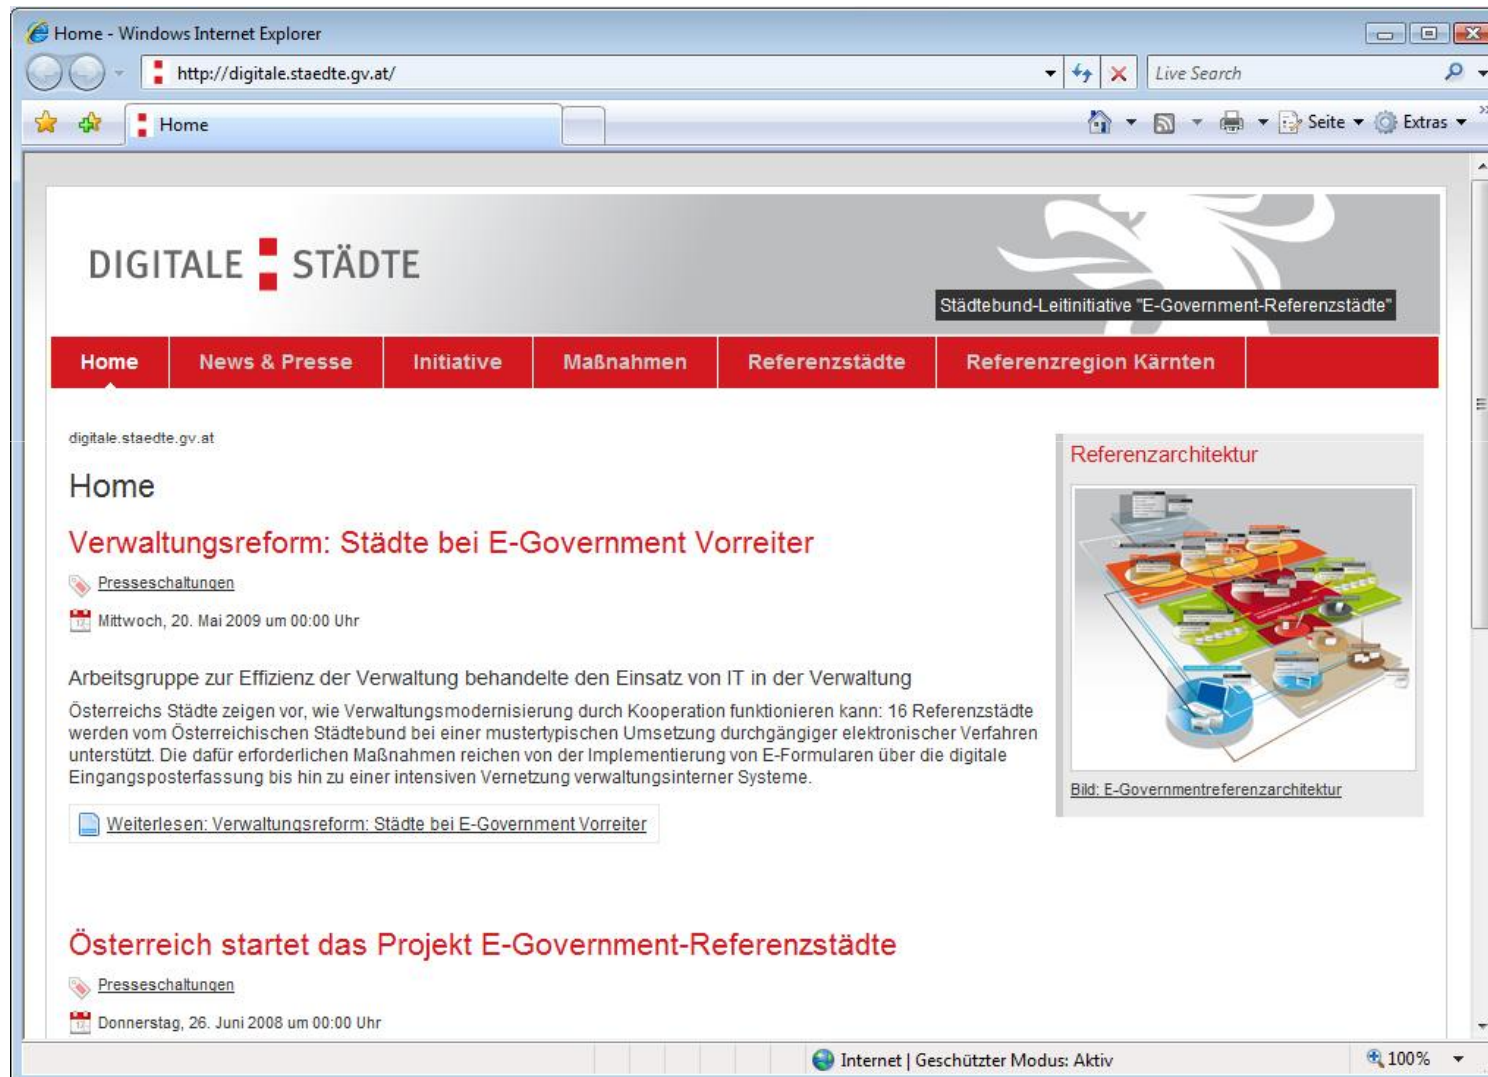 Home - Windows Internet Explorer
http://digitale.staedte.gv.at/
Live Search
Home
Seite
Extras
DIGITALE STÄDTE
Städtebund-Leitinitiative "E-Government-Referenzstädte"
Home News & Presse Initiative Maßnahmen Referenzstädte Referenzregion Kärnten
digitale.staedte.gv.at
Home
Verwaltungsreform: Städte bei E-Government Vorreiter
Presseschaltungen
Mittwoch, 20. Mai 2009 um 00:00 Uhr
Arbeitsgruppe zur Effizienz der Verwaltung behandelte den Einsatz von IT in der Verwaltung
Österreichs Städte zeigen vor, wie Verwaltungsmodernisierung durch Kooperation funktionieren kann: 16 Referenzstädte
werden vom Österreichischen Städtebund bei einer mustertypischen Umsetzung durchgängiger elektronischer Verfahren
unterstützt. Die dafür erforderlichen Maßnahmen reichen von der Implementierung von E-Formularen über die digitale
Eingangsposterfassung bis hin zu einer intensiven Vernetzung verwaltungsinterner Systeme.
Weiterlesen: Verwaltungsreform: Städte bei E-Government Vorreiter
Referenzarchitektur
Bild: E-Governmentreferenzarchitektur
Österreich startet das Projekt E-Government-Referenzstädte
Presseschaltungen
Donnerstag, 26. Juni 2008 um 00:00 Uhr
Internet | Geschützter Modus: Aktiv
100%